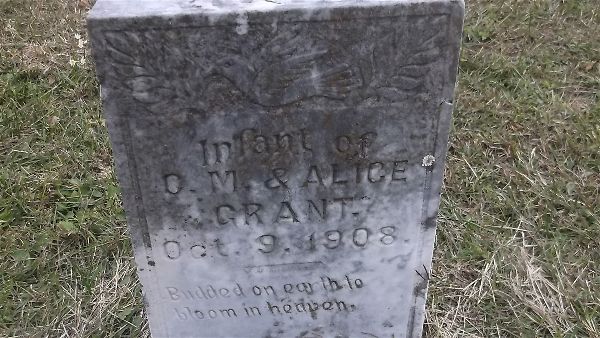 Infant of
C. M. & ALICE
GRANT.
Oct. 9. 1908.
Budded on earth to
bloom in heaven.